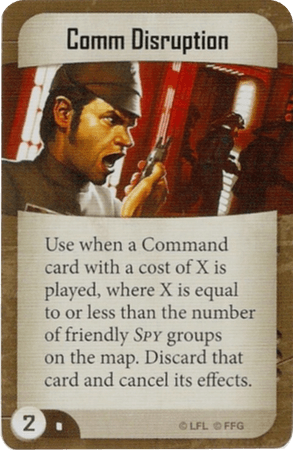 Comm Disruption
Use when a Command
card with a cost of X is
played, where X is equal
to or less than the number
of friendly SPY groups
on the map. Discard that
card and cancel its effects.
2
© LFL © FFG